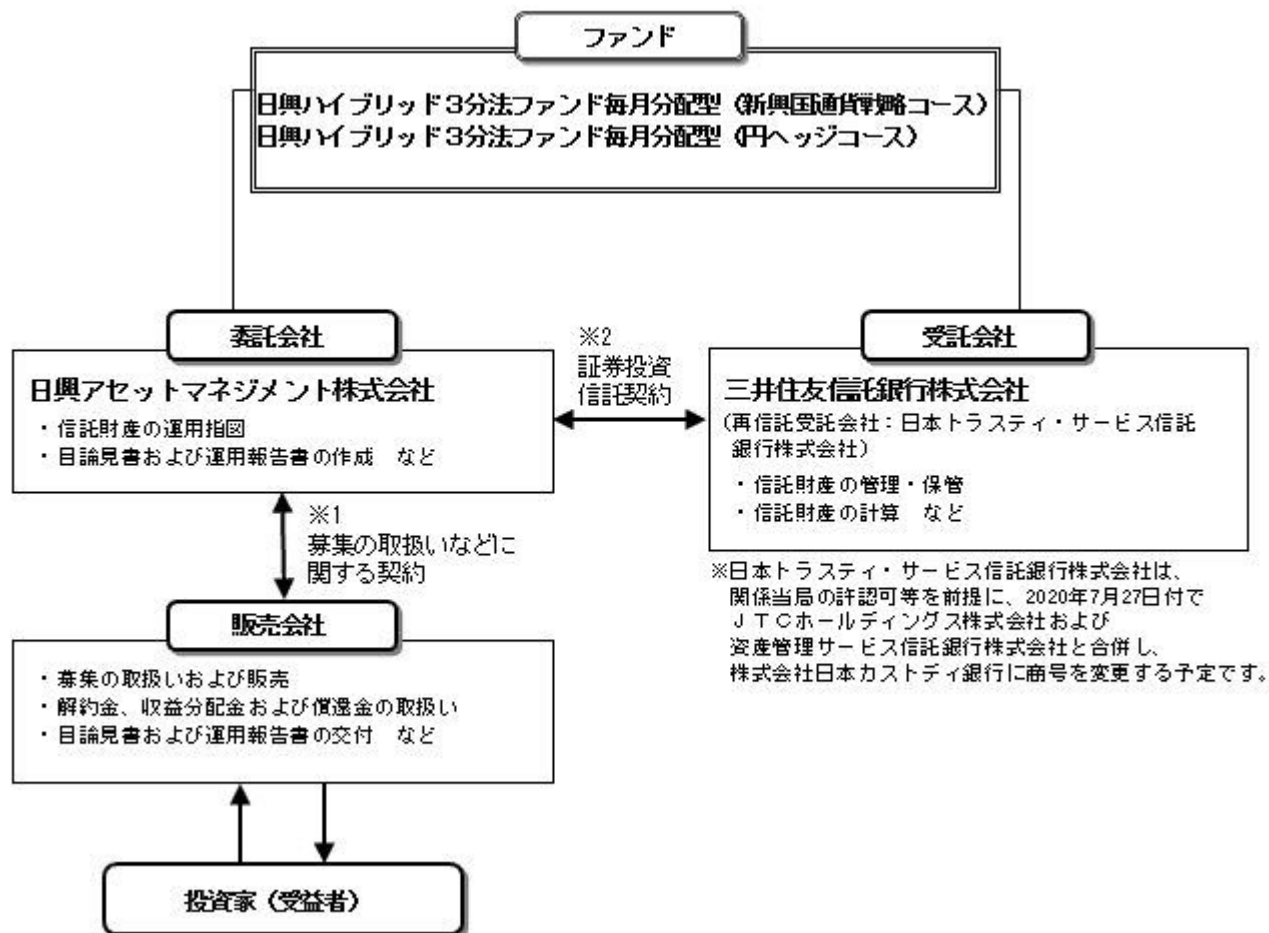 ファンド
日興ハイブリッド３分法ファンド毎月分配型（新興国通貨戦略コース）
日興ハイブリッド３分法ファンド毎月分配型（円ヘッジコース）
委託会社
日興アセットマネジメント株式会社
・信託財産の運用指図
・目論見書および運用報告書の作成　など
※2
証券投資
信託契約
受託会社
三井住友信託銀行株式会社
（再信託受託会社：日本トラスティ・サービス信託
銀行株式会社）
・信託財産の管理・保管
・信託財産の計算　など
※日本トラスティ・サービス信託銀行株式会社は、
関係当局の許認可等を前提に、2020年7月27日付で
ＪＴＣホールディングス株式会社および
資産管理サービス信託銀行株式会社と合併し、
株式会社日本カストディ銀行に商号を変更する予定です。
※1
募集の取扱いなどに
関する契約
販売会社
・募集の取扱いおよび販売
・解約金、収益分配金および償還金の取扱い
・目論見書および運用報告書の交付　など
投資家（受益者）